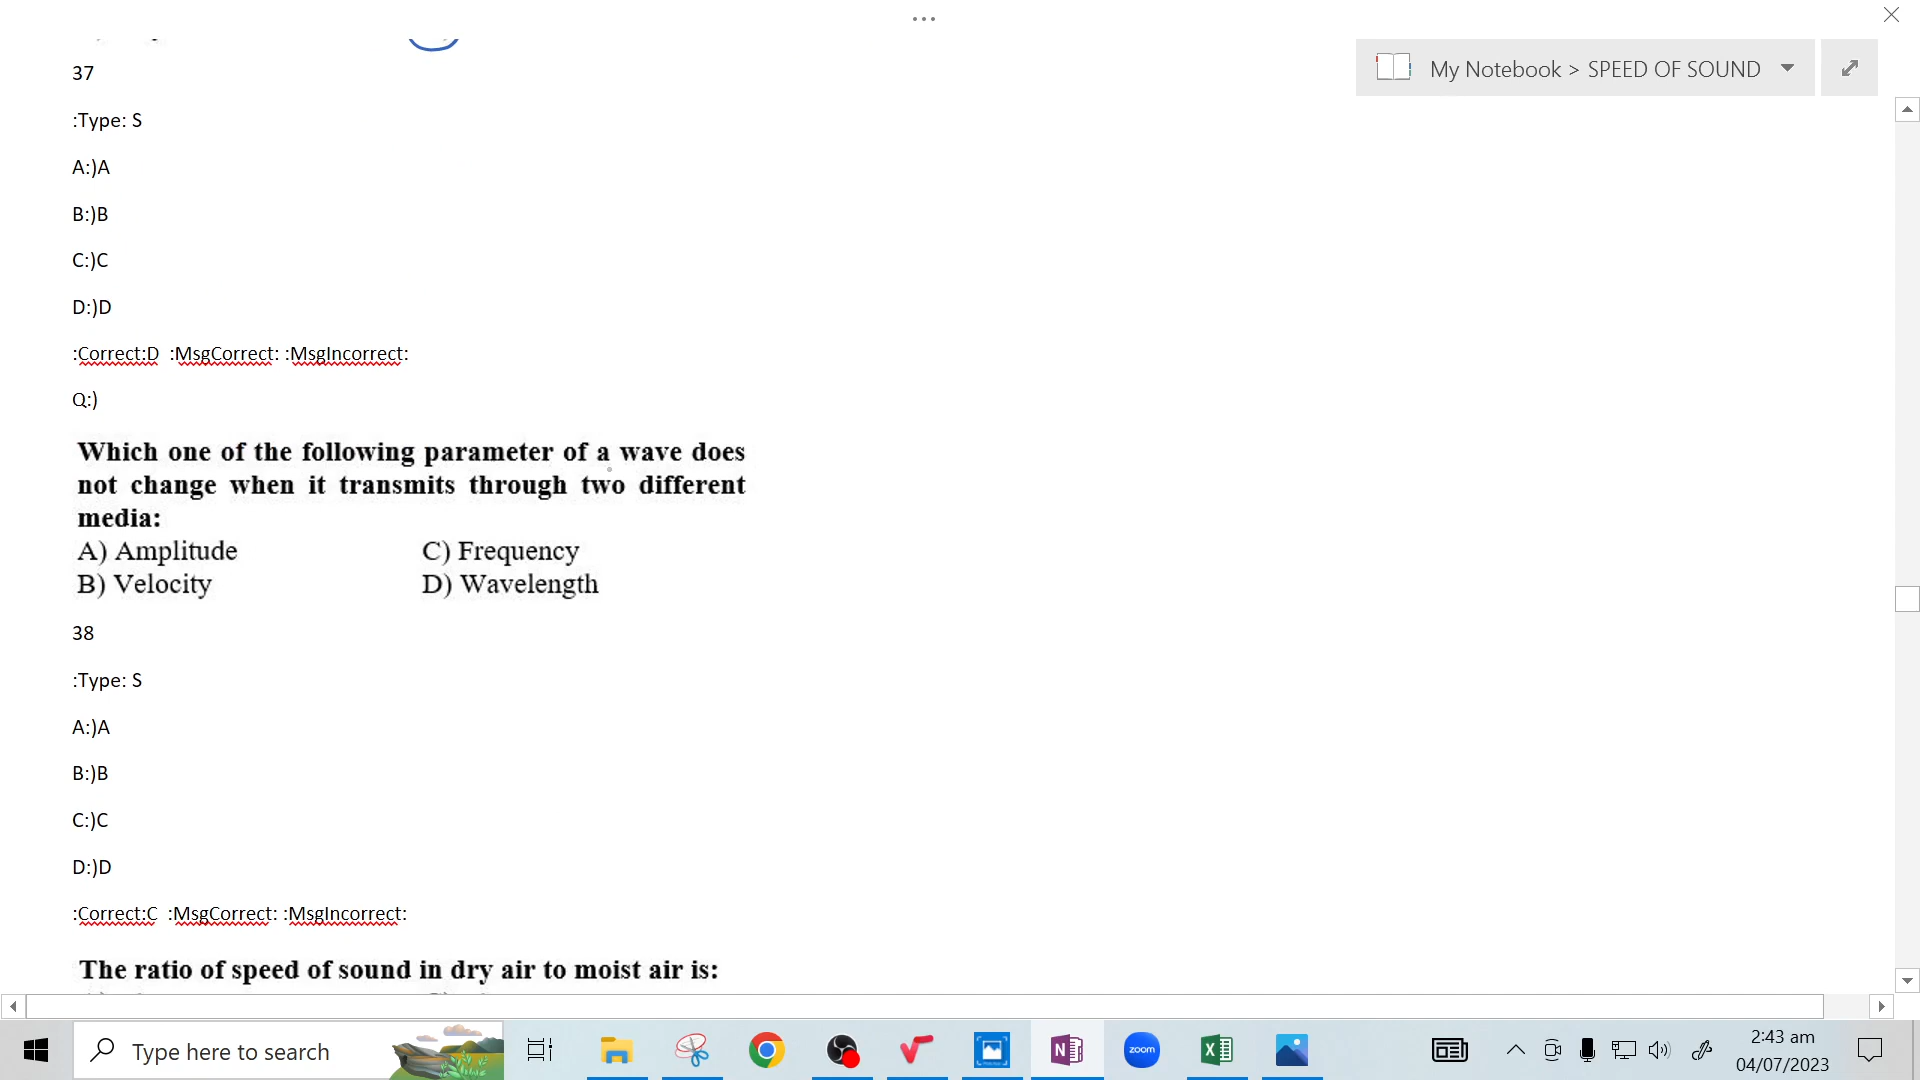 My Notebook > SPEED OF SOUND
37
:Type: S
A:)A
B:)B
C:)C
D:)D
:Correct:D :MsgCorrect: :MsgIncorrect:
Q:)
Which one of the following parameter of a wave does
not change when it transmits through two different
media:
A) Amplitude C) Frequency
B) Velocity D) Wavelength
38
:Type: S
A:)A
B:)B
C:)C
D:)D
:Correct:C :MsgCorrect: :MsgIncorrect:
The ratio of speed of sound in dry air to moist air is:
Type here to search
zoom
2:43 am
04/07/2023